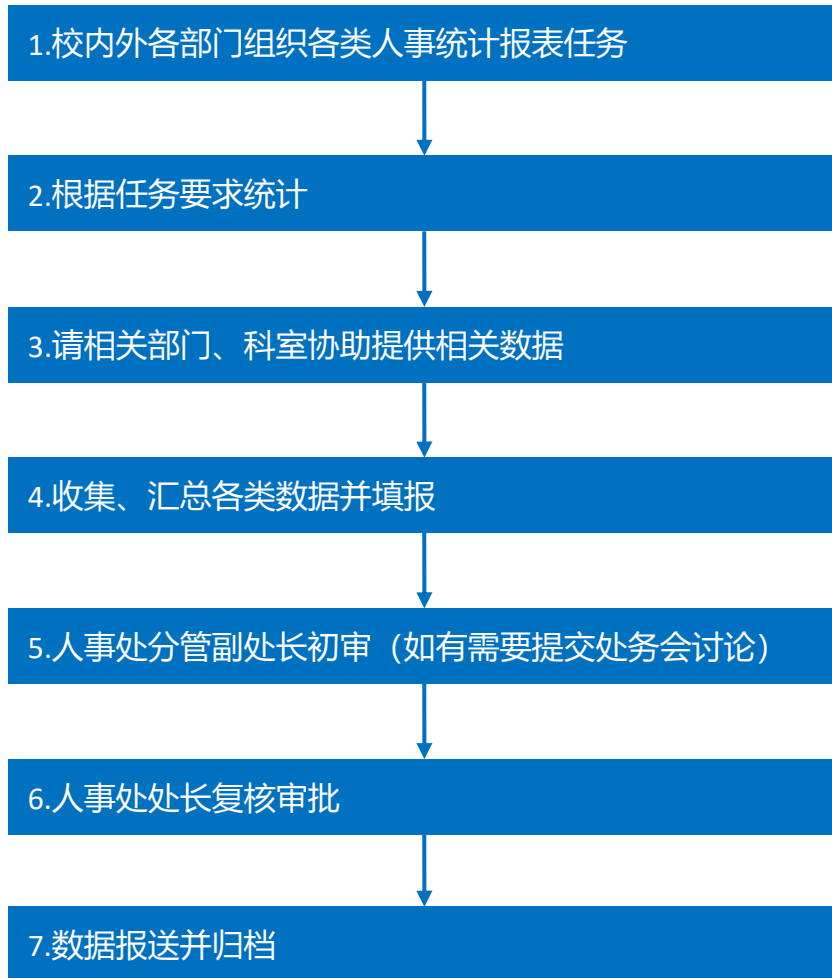 1.校内外各部门组织各类人事统计报表任务
2.根据任务要求统计
3.请相关部门、科室协助提供相关数据
4.收集、汇总各类数据并填报
5.人事处分管副处长初审（如有需要提交处务会讨论）
6.人事处处长复核审批
7.数据报送并归档